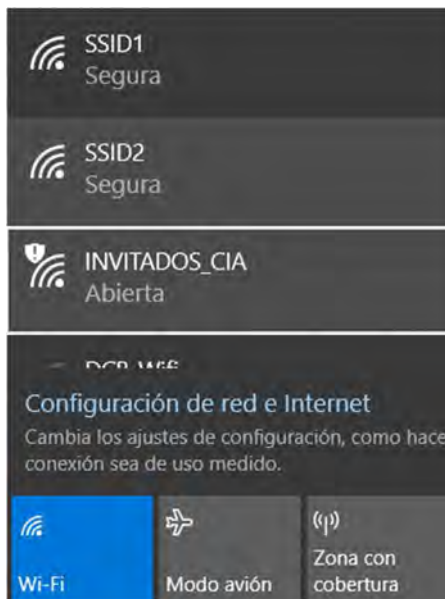 SSID1
Segura
SSID2
Segura
INVITADOS_CIA
Abierta
Configuración de red e Internet
Cambia los ajustes de configuración, como hace
conexión sea de uso medido.
Wi-Fi
Modo avión
Zona con
cobertura